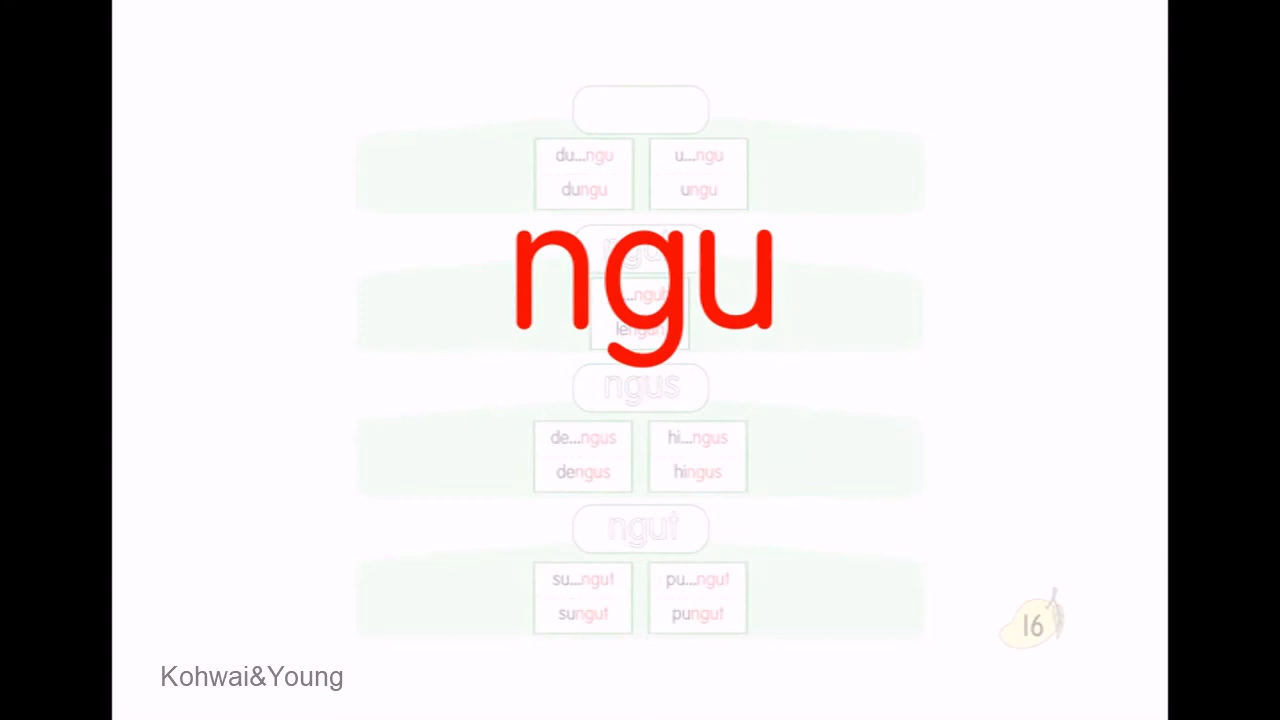 du...ngu u...ngu
dungu ungu
ngu
ngus
de...ngus hi...ngus
dengus hingus
ngut
su...ngut pu...ngut
sungut pungut
16
Kohwai&Young